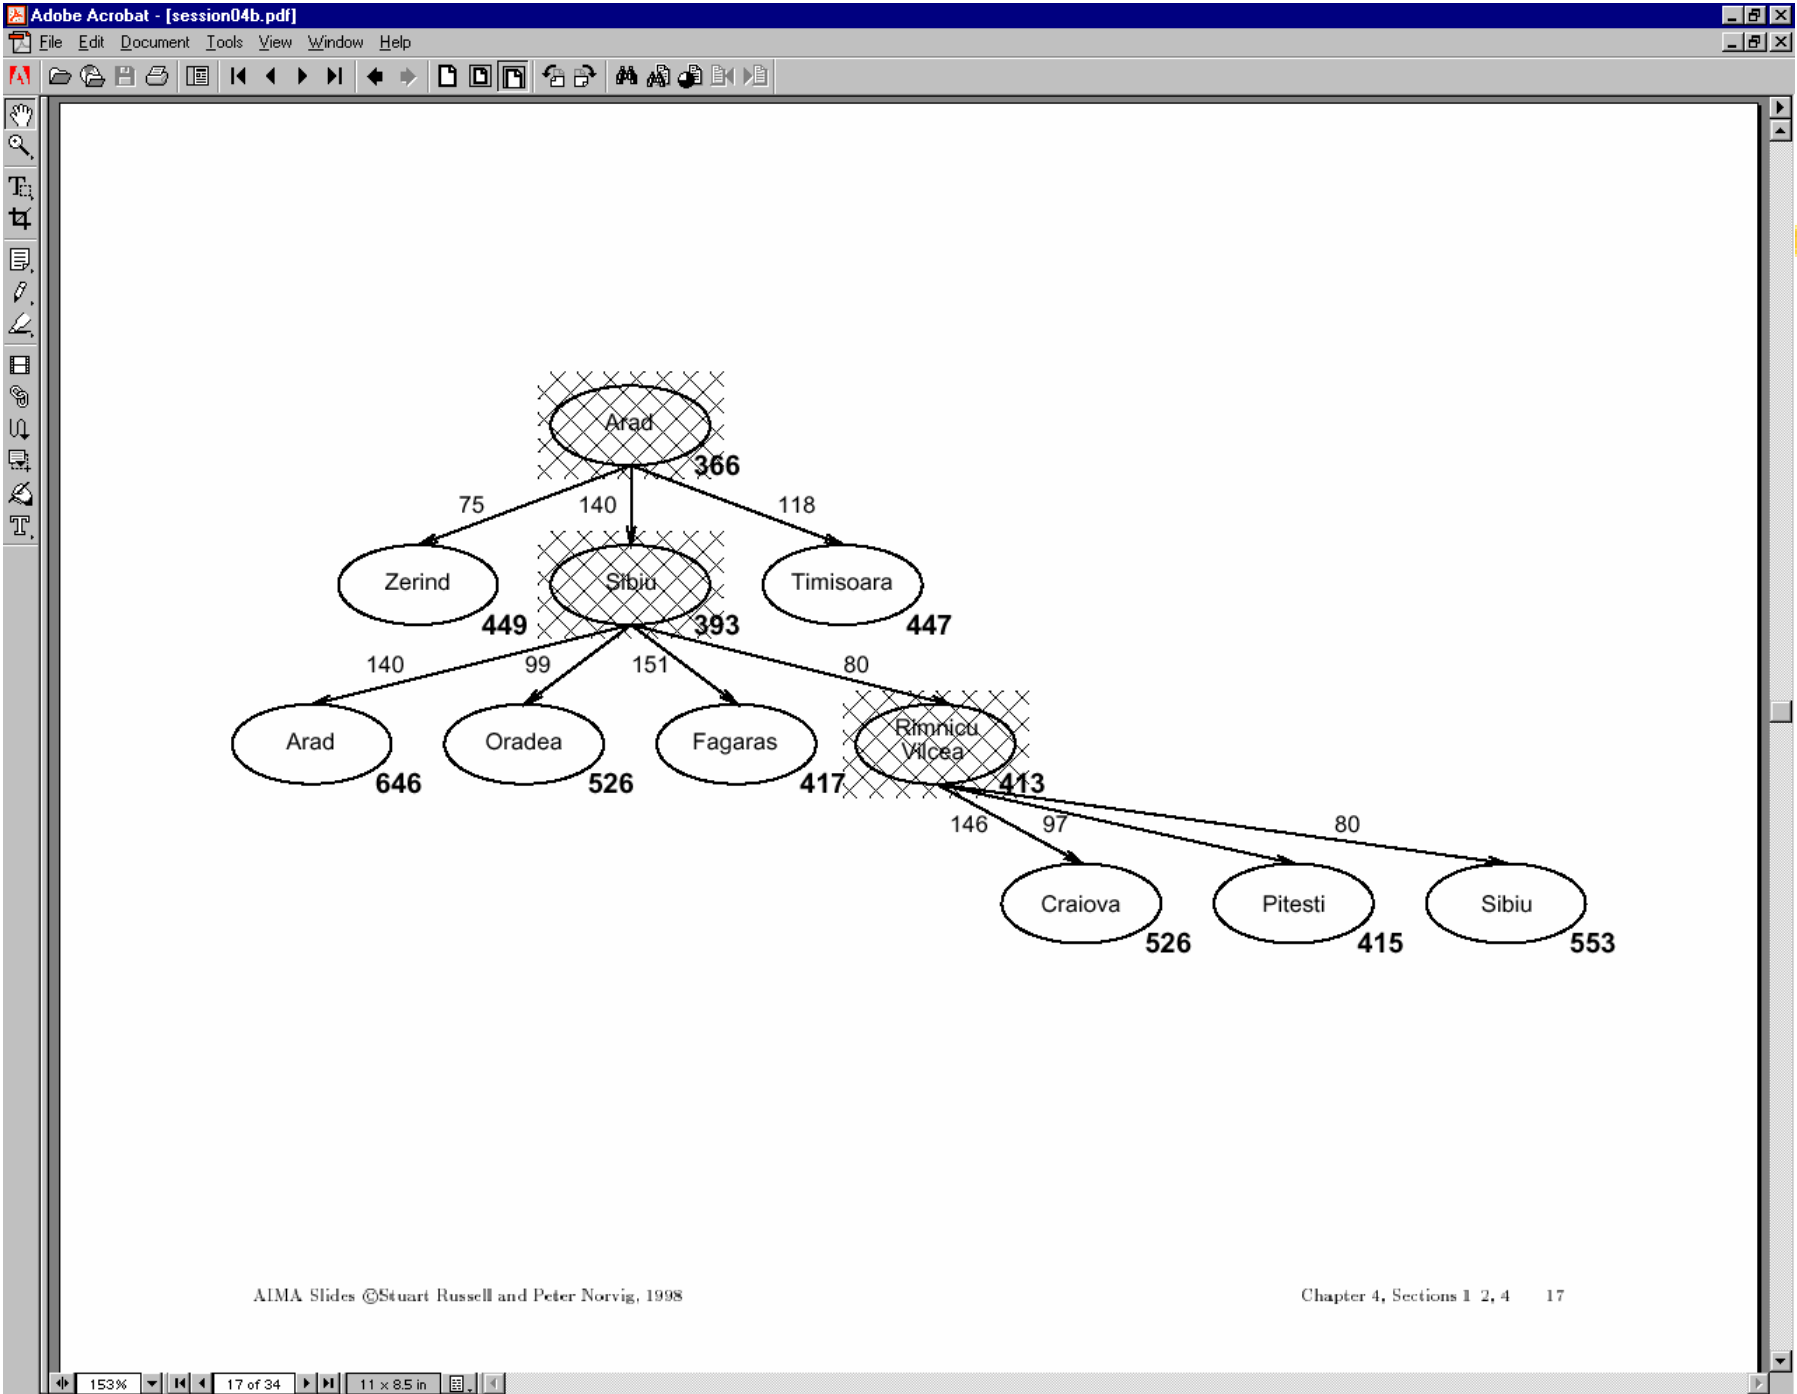 Adobe Acrobat - [session04b.pdf]
File Edit Document Tools View Window Help
Arad
366
75 140 118
Zerind Sibiu Timisoara
449 393 447
140 99 151 80
Arad Oradea Fagaras Rimnicu
Vilcea
646 526 417 413
146 97 80
Craiova Pitesti Sibiu
526 415 553
AIMA Slides ©Stuart Russell and Peter Norvig, 1998 Chapter 4, Sections 1 2, 4 17
153% 17 of 34 11 x 8.5 in